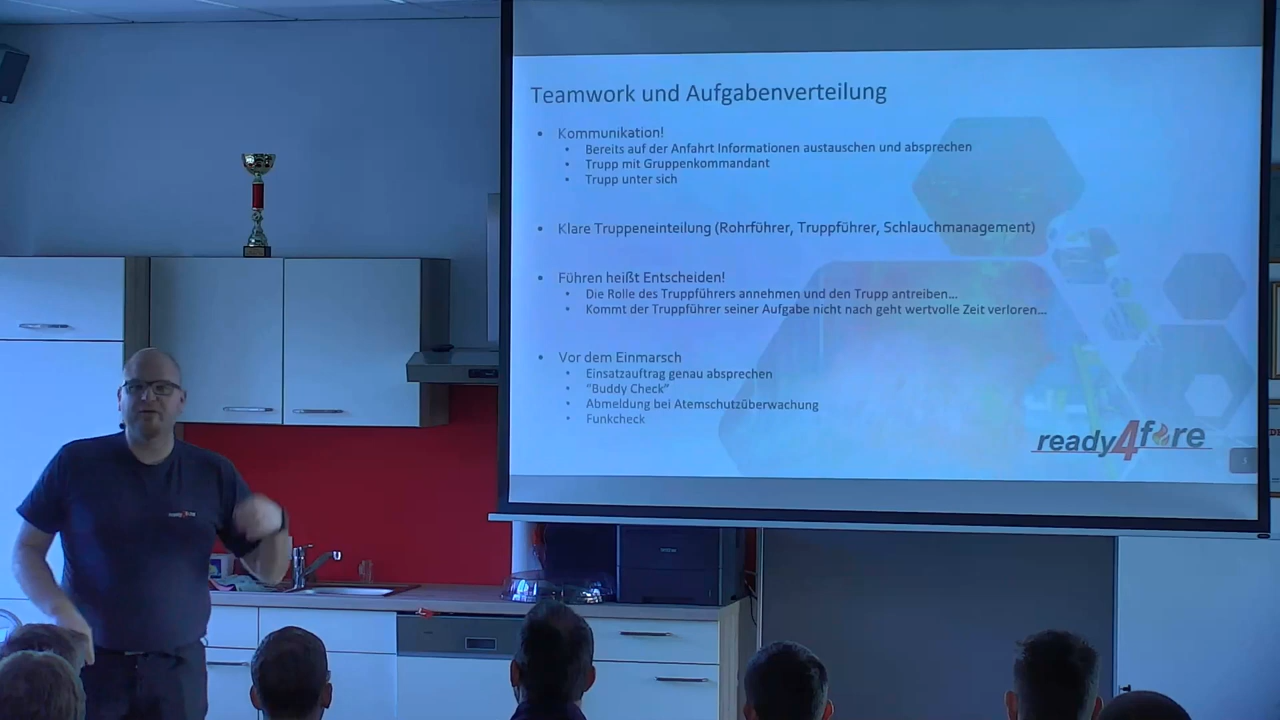 Teamwork und Aufgabenverteilung
• Kommunikation!
• Bereits auf der Anfahrt Informationen austauschen und absprechen
• Trupp mit Gruppenkommandant
• Trupp unter sich
• Klare Truppeneinteilung (Rohrführer, Truppführer, Schlauchmanagement)
• Führen heißt Entscheiden!
• Die Rolle des Truppführers annehmen und den Trupp antreiben…
• Kommt der Truppführer seiner Aufgabe nicht nach geht wertvolle Zeit verloren…
• Vor dem Einmarsch
• Einsatzauftrag genau absprechen
• "Buddy Check"
• Abmeldung bei Atemschutzüberwachung
• Funkcheck
ready4fire